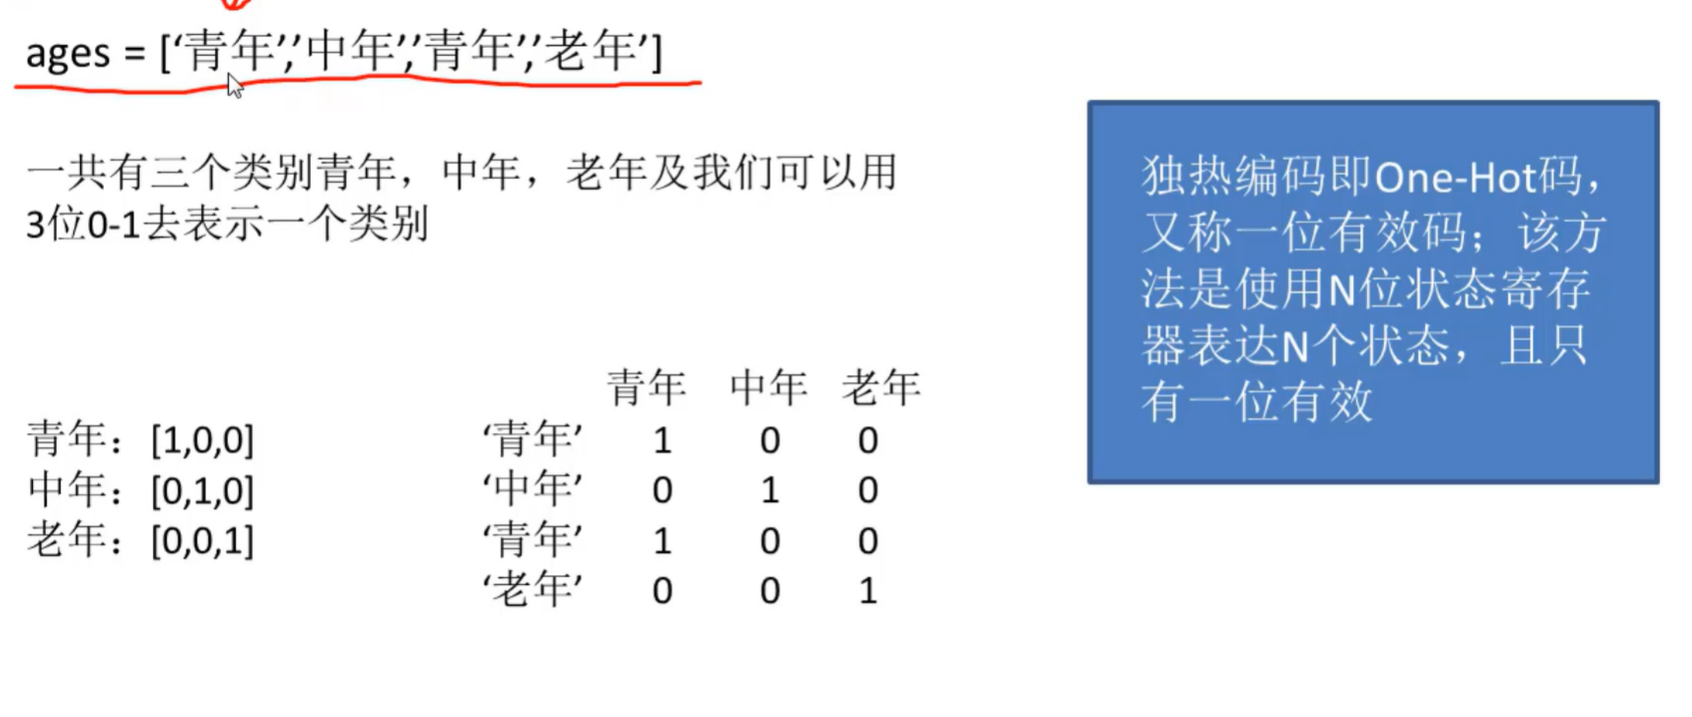 ages = [‘青年’,’中年’,’青年’,’老年’]
一共有三个类别青年，中年，老年及我们可以用
3位0-1去表示一个类别
独热编码即One-Hot码，
又称一位有效码；该方
法是使用N位状态寄存
器表达N个状态，且只
有一位有效
青年：[1,0,0]
中年：[0,1,0]
老年：[0,0,1]
青年 中年 老年
‘青年’ 1 0 0
‘中年’ 0 1 0
‘青年’ 1 0 0
‘老年’ 0 0 1